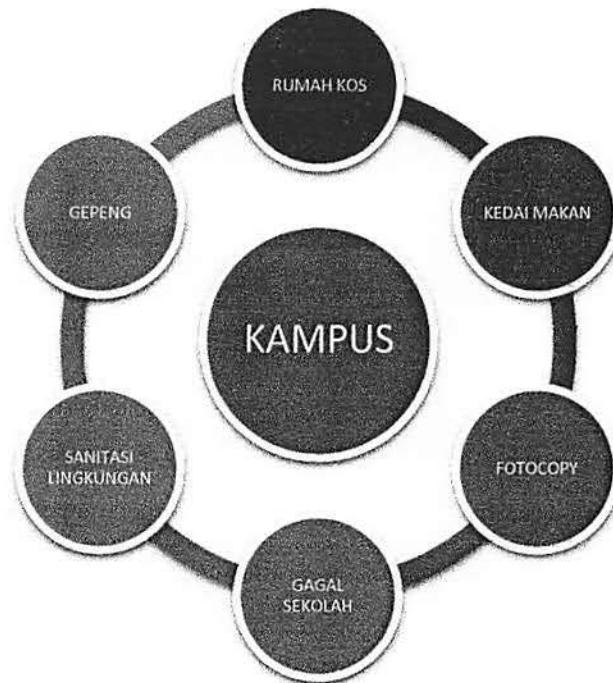 RUMAH KOS
KEDAI MAKAN
FOTOCOPY
GAGAL
SEKOLAH
SANITASI
LINGKUNGAN
GEPENG
KAMPUS